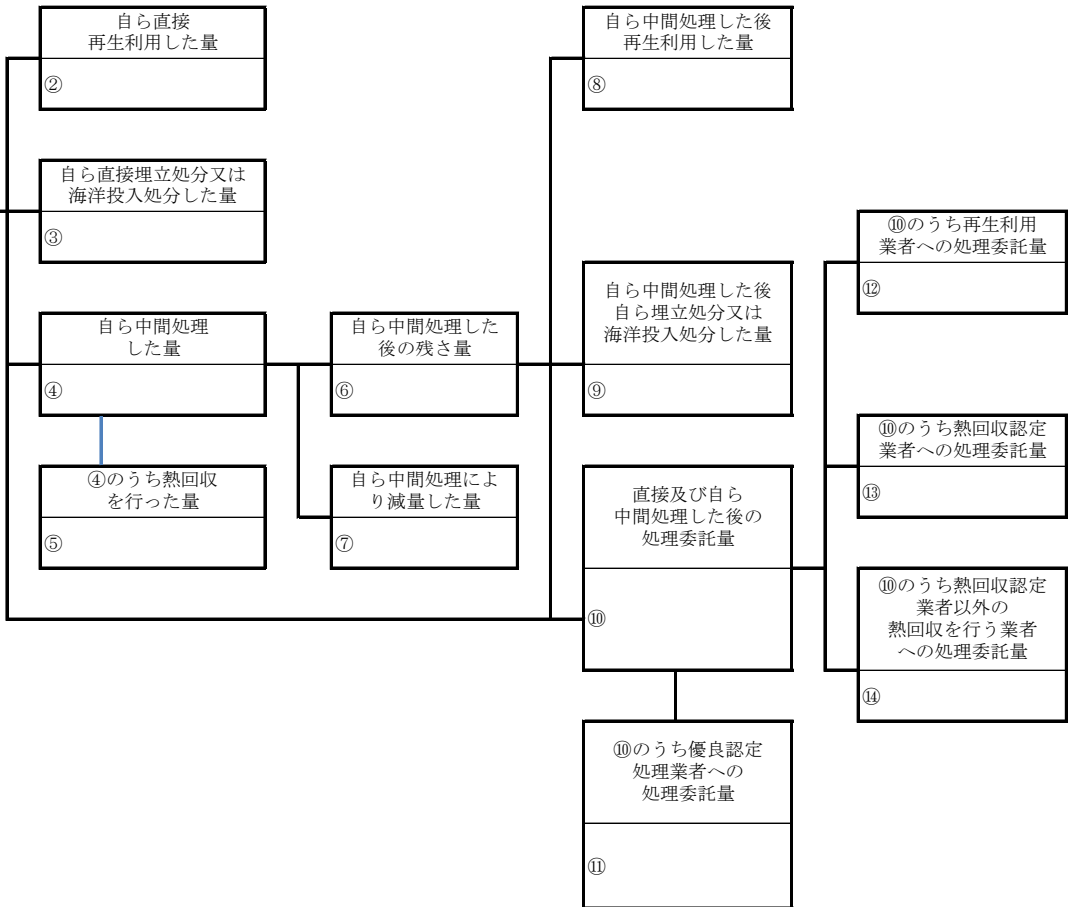 自ら直接
再生利用した量
②
自ら直接埋立処分又は
海洋投入処分した量
③
自ら中間処理
した量
④
④のうち熱回収
を行った量
⑤
自ら中間処理した
後の残さ量
⑥
自ら中間処理によ
り減量した量
⑦
自ら中間処理した後
再生利用した量
⑧
自ら中間処理した後
自ら埋立処分又は
海洋投入処分した量
⑨
直接及び自ら
中間処理した後の
処理委託量
⑩
⑩のうち優良認定
処理業者への
処理委託量
⑪
⑩のうち再生利用
業者への処理委託量
⑫
⑩のうち熱回収認定
業者への処理委託量
⑬
⑩のうち熱回収認定
業者以外の
熱回収を行う業者
への処理委託量
⑭